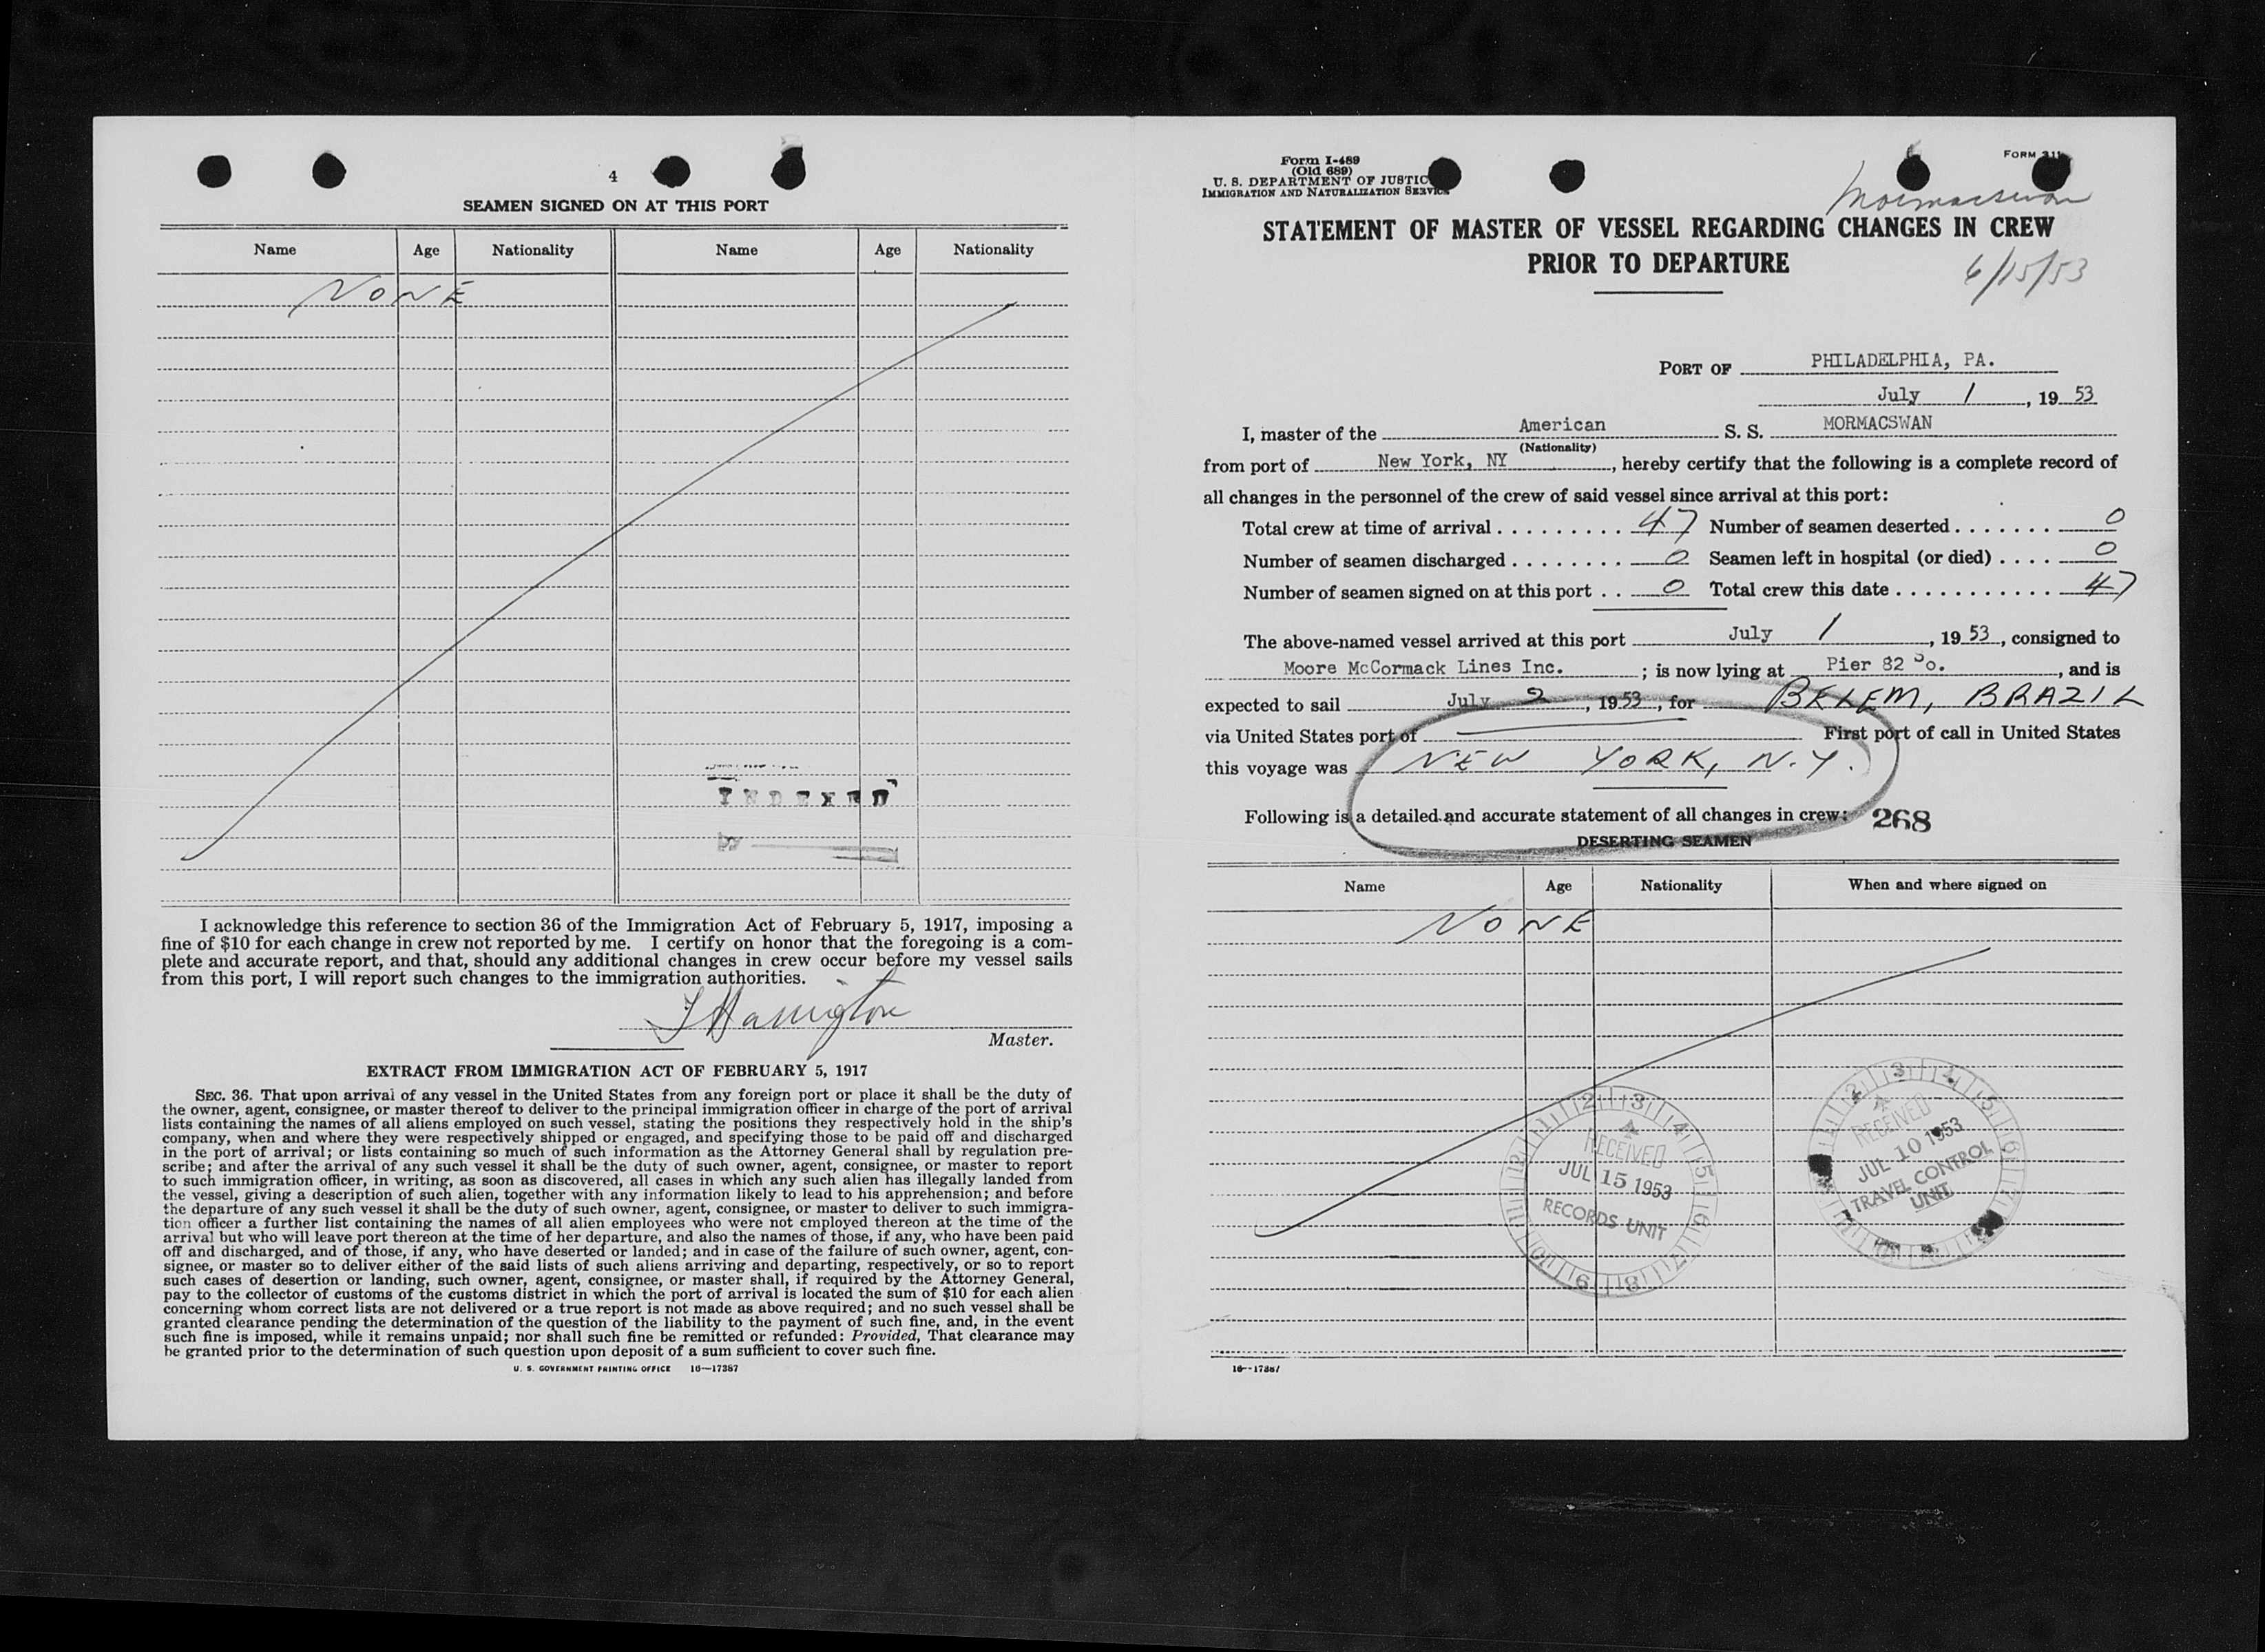 4
SEAMEN SIGNED ON AT THIS PORT
Name Age Nationality Name Age Nationality
NONE
INDEXED
I acknowledge this reference to section 36 of the Immigration Act of February 5, 1917, imposing a
fine of $10 for each change in crew not reported by me. I certify on honor that the foregoing is a com-
plete and accurate report, and that, should any additional changes in crew occur before my vessel sails
from this port, I will report such changes to the immigration authorities.
Master.
EXTRACT FROM IMMIGRATION ACT OF FEBRUARY 5, 1917
SEC. 36. That upon arrival of any vessel in the United States from any foreign port or place it shall be the duty of
the owner, agent, consignee, or master thereof to deliver to the principal immigration officer in charge of the port of arrival
lists containing the names of all aliens employed on such vessel, stating the positions they respectively hold in the ship's
company, when and where they were respectively shipped or engaged, and specifying those to be paid off and discharged
in the port of arrival; or lists containing so much of such information as the Attorney General shall by regulation pre-
scribe; and after the arrival of any such vessel it shall be the duty of such owner, agent, consignee, or master to report
to such immigration officer, in writing, as soon as discovered, all cases in which any such alien has illegally landed from
the vessel, giving a description of such alien, together with any information likely to lead to his apprehension; and before
the departure of any such vessel it shall be the duty of such owner, agent, consignee, or master to deliver to such immigra-
tion officer a further list containing the names of all alien employees who were not employed thereon at the time of the
arrival but who will leave port thereon at the time of her departure, and also the names of those, if any, who have been paid
off and discharged, and of those, if any, who have deserted or landed; and in case of the failure of such owner, agent, con-
signee, or master so to deliver either of the said lists of such aliens arriving and departing, respectively, or so to report
such cases of desertion or landing, such owner, agent, consignee, or master shall, if required by the Attorney General,
pay to the collector of customs of the customs district in which the port of arrival is located the sum of $10 for each alien
concerning whom correct lists are not delivered or a true report is not made as above required; and no such vessel shall be
granted clearance pending the determination of the question of the liability to the payment of such fine, and, in the event
such fine is imposed, while it remains unpaid; nor shall such fine be remitted or refunded: Provided, That clearance may
be granted prior to the determination of such question upon deposit of a sum sufficient to cover such fine.
U. S. GOVERNMENT PRINTING OFFICE 16—17387
Form I-489
(Old 689)
U. S. DEPARTMENT OF JUSTIC
IMMIGRATION AND NATURALIZATION SERVICE
FORM
Mormacswan
STATEMENT OF MASTER OF VESSEL REGARDING CHANGES IN CREW
PRIOR TO DEPARTURE
6/15/53
PORT OF PHILADELPHIA, PA.
July 1, 19 53
I, master of the American S. S. MORMACSWAN
(Nationality)
from port of New York, NY, hereby certify that the following is a complete record of
all changes in the personnel of the crew of said vessel since arrival at this port:
Total crew at time of arrival . . . . . . . . . 47 Number of seamen deserted . . . . . . . 0
Number of seamen discharged . . . . . . . . 0 Seamen left in hospital (or died) . . . . 0
Number of seamen signed on at this port . . 0 Total crew this date . . . . . . . . . . . . 47
The above-named vessel arrived at this port July 1, 19 53, consigned to
Moore McCormack Lines Inc. ; is now lying at Pier 82 So. , and is
expected to sail July 2, 19 53, for BELEM, BRAZIL
via United States port of First port of call in United States
this voyage was NEW YORK, N.Y.
Following is a detailed and accurate statement of all changes in crew: 268
DESERTING SEAMEN
Name Age Nationality When and where signed on
NONE
RECEIVED
JUL 15 1953
RECORDS UNIT
RECEIVED
JUL 10 1953
TRAVEL CONTROL
UNIT
16—17387